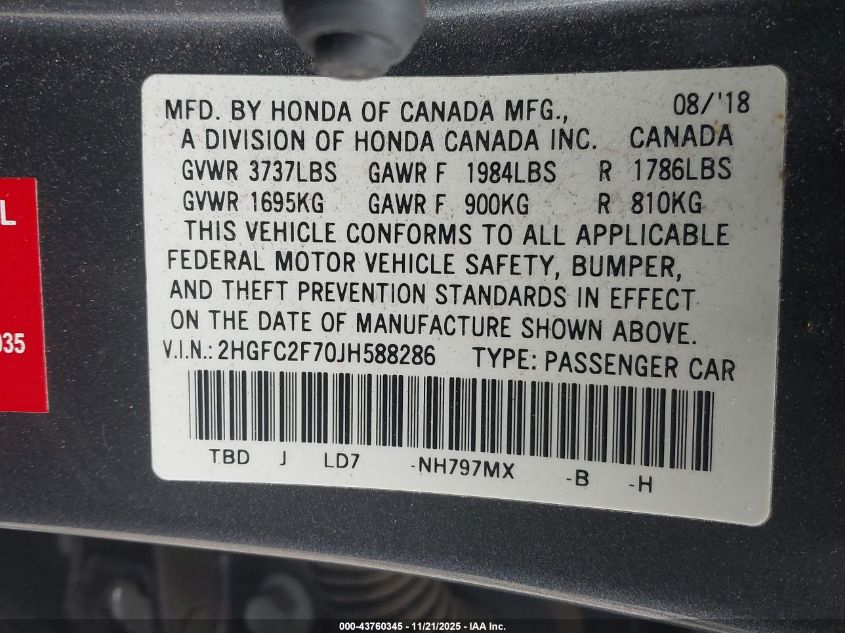 MFD. BY HONDA OF CANADA MFG., 08/'18
A DIVISION OF HONDA CANADA INC. CANADA
GVWR 3737LBS GAWR F 1984LBS R 1786LBS
GVWR 1695KG GAWR F 900KG R 810KG
THIS VEHICLE CONFORMS TO ALL APPLICABLE
FEDERAL MOTOR VEHICLE SAFETY, BUMPER,
AND THEFT PREVENTION STANDARDS IN EFFECT
ON THE DATE OF MANUFACTURE SHOWN ABOVE.
V.I.N.: 2HGFC2F70JH588286 TYPE: PASSENGER CAR
TBD J LD7 -NH797MX -B -H
L
035
000-43760345 - 11/21/2025 - IAA Inc.